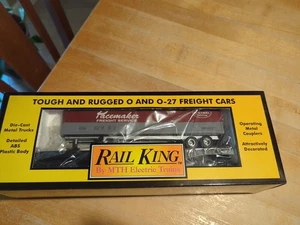 TOUGH AND RUGGED O AND O-27 FREIGHT CARS
Pacemaker
FREIGHT SERVICE
Die-Cast
Metal Trucks
Detailed
ABS
Plastic Body
Operating
Metal
Couplers
Attractively
Decorated
RAIL KING
By MTH Electric Trains